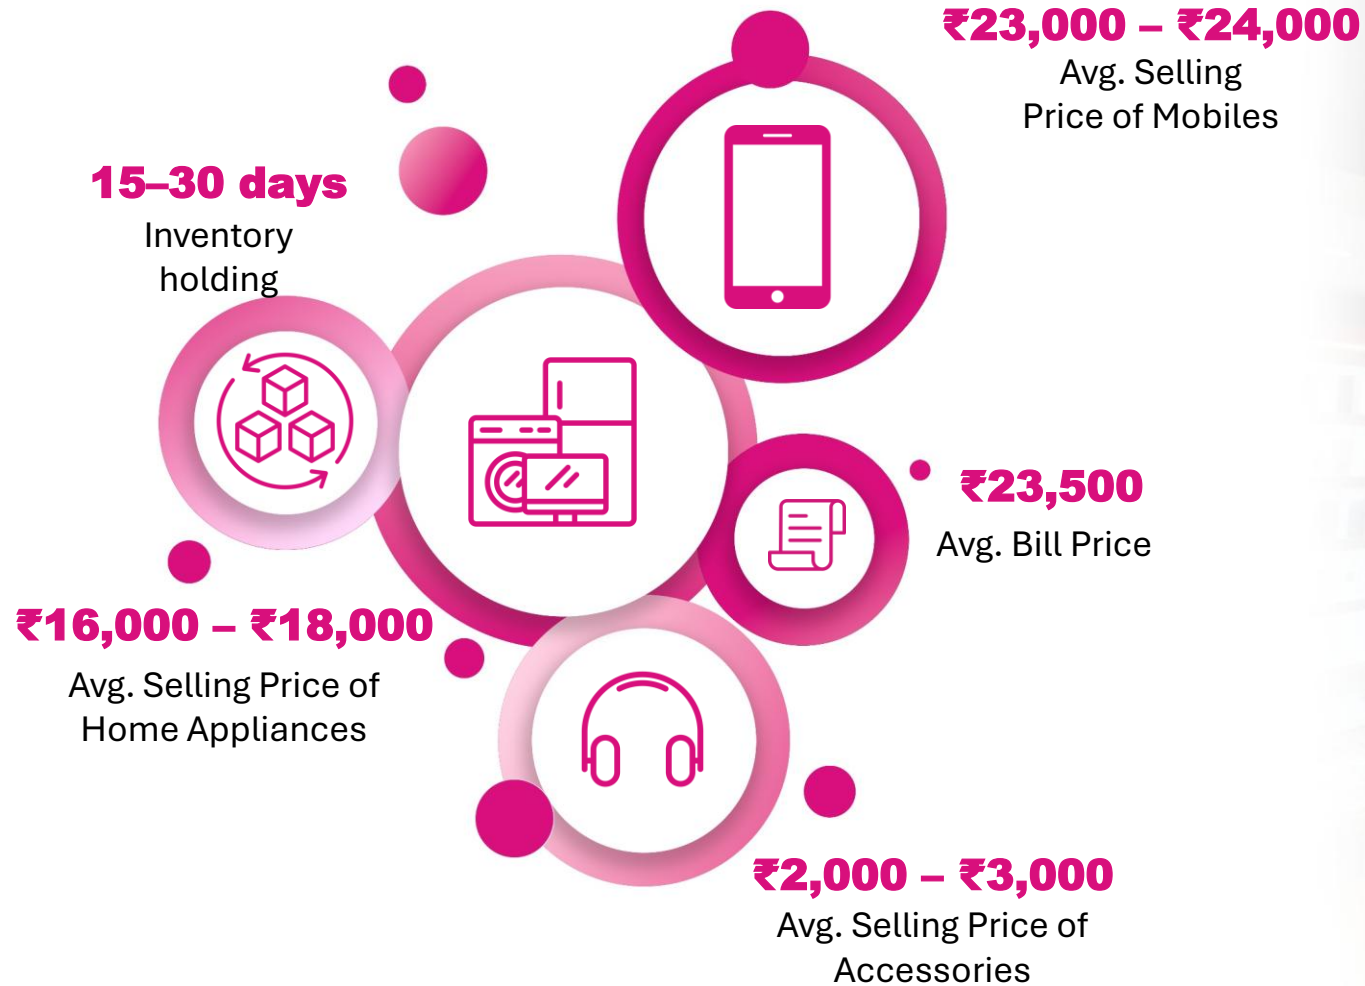 ₹23,000 – ₹24,000
Avg. Selling
Price of Mobiles
15–30 days
Inventory
holding
₹23,500
Avg. Bill Price
₹16,000 – ₹18,000
Avg. Selling Price of
Home Appliances
₹2,000 – ₹3,000
Avg. Selling Price of
Accessories